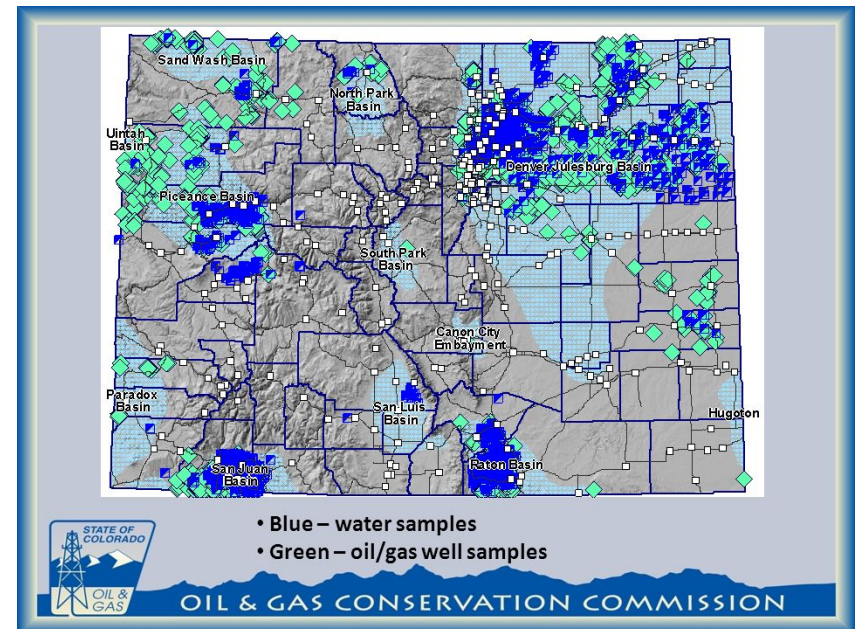 Sand Wash Basin
North Park
Basin
Uintah
Basin
Denver Julesburg Basin
Piceance Basin
South Park
Basin
Canon City
Embayment
Paradox
Basin
San Luis
Basin
Hugoton
San Juan
Basin
Raton Basin
• Blue – water samples
• Green – oil/gas well samples
STATE OF
COLORADO
OIL &
GAS
OIL & GAS CONSERVATION COMMISSION